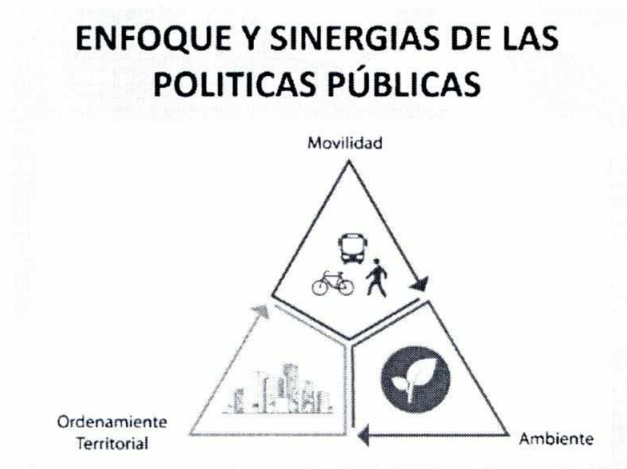 ENFOQUE Y SINERGIAS DE LAS
POLITICAS PÚBLICAS
Movilidad
Ordenamiente
Territorial
Ambiente